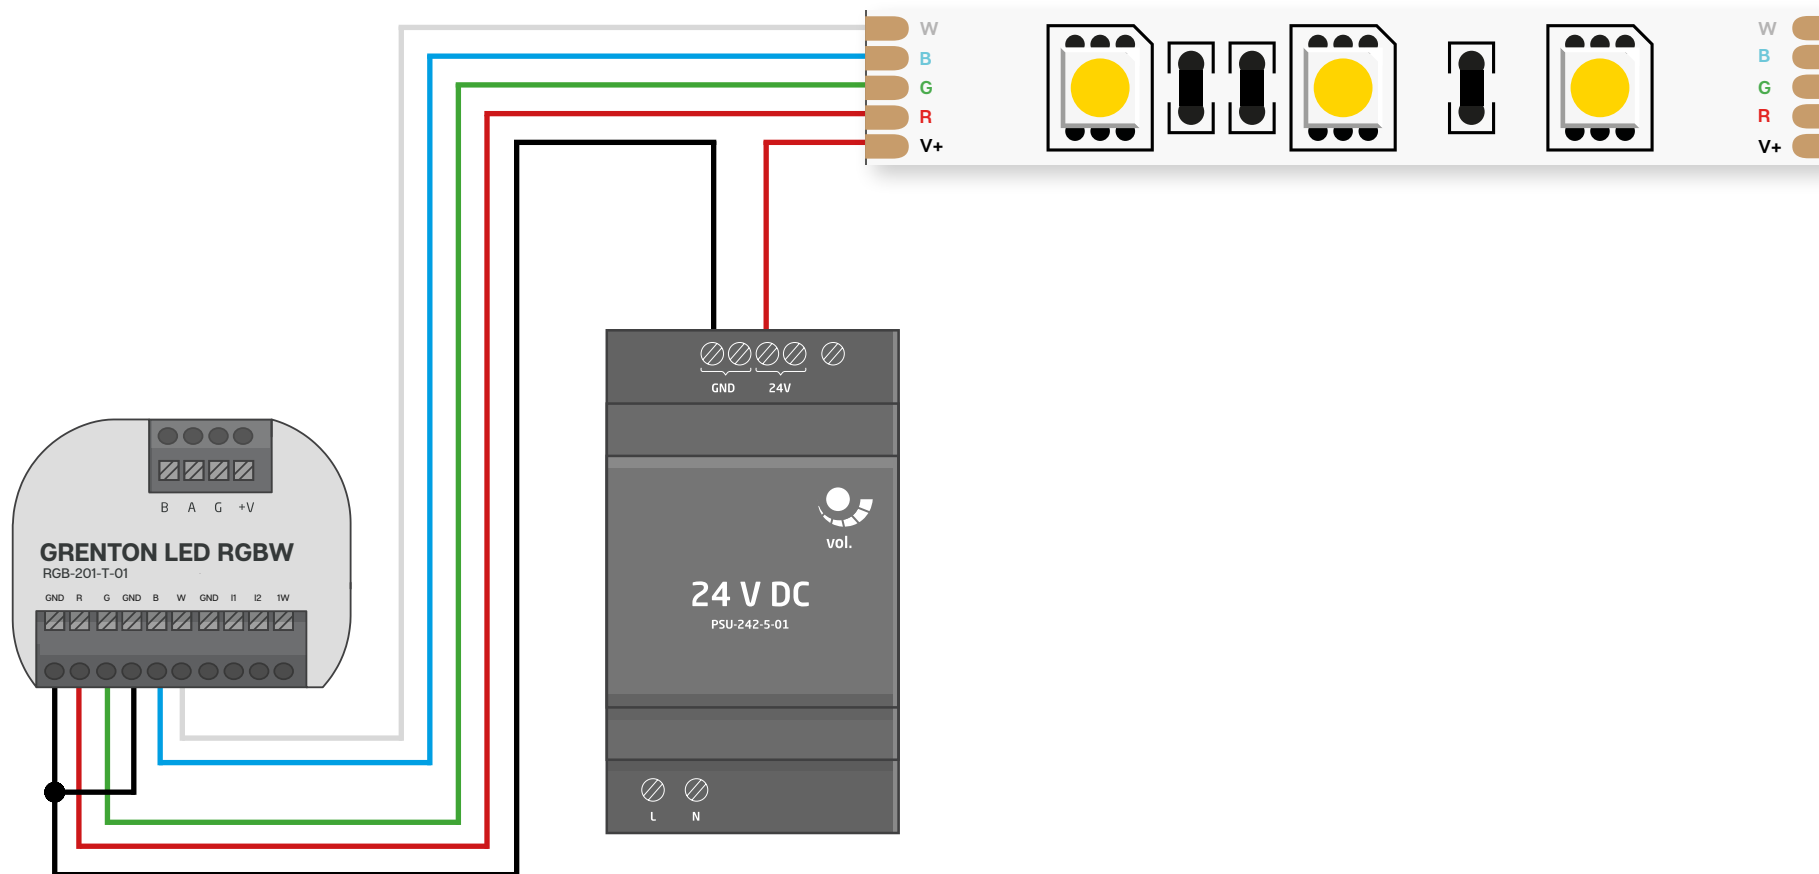 W W
B B
G G
R R
V+ V+
GND 24V
B A G +V
GRENTON LED RGBW
RGB-201-T-01
GND R G GND B W GND I1 I2 1W
vol.
24 V DC
PSU-242-5-01
L N